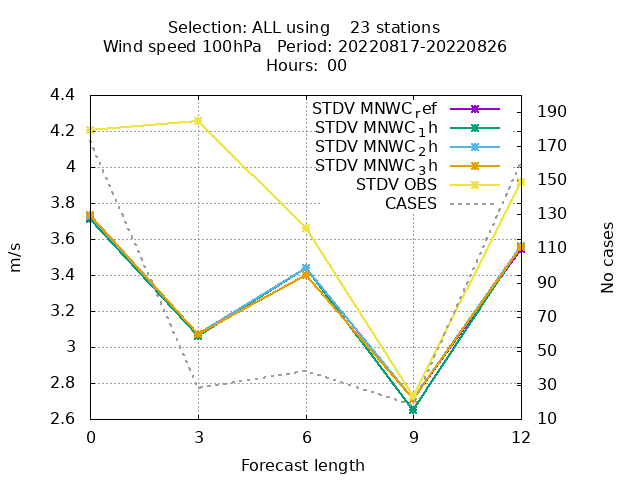 Selection: ALL using    23 stations
Wind speed 100hPa   Period: 20220817-20220826
Hours:  00
4.4
4.2
4
3.8
3.6
3.4
3.2
3
2.8
2.6
m/s
STDV MNWC_ref
STDV MNWC_1h
STDV MNWC_2h
STDV MNWC_3h
STDV OBS
CASES
190
170
150
130
110
90
70
50
30
10
No cases
0 3 6 9 12
Forecast length